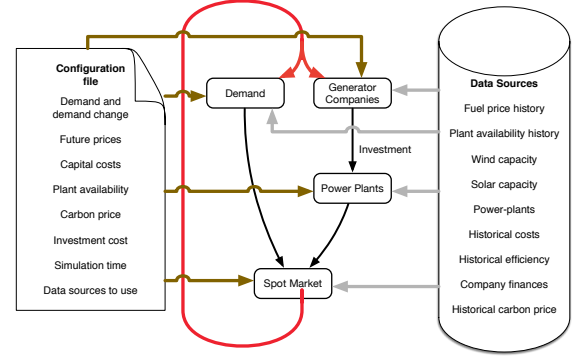 Configuration
file
Demand and
demand change
Future prices
Capital costs
Plant availability
Carbon price
Investment cost
Simulation time
Data sources to use
Demand
Generator
Companies
Investment
Power Plants
Spot Market
Data Sources
Fuel price history
Plant availability history
Wind capacity
Solar capacity
Power-plants
Historical costs
Historical efficiency
Company finances
Historical carbon price